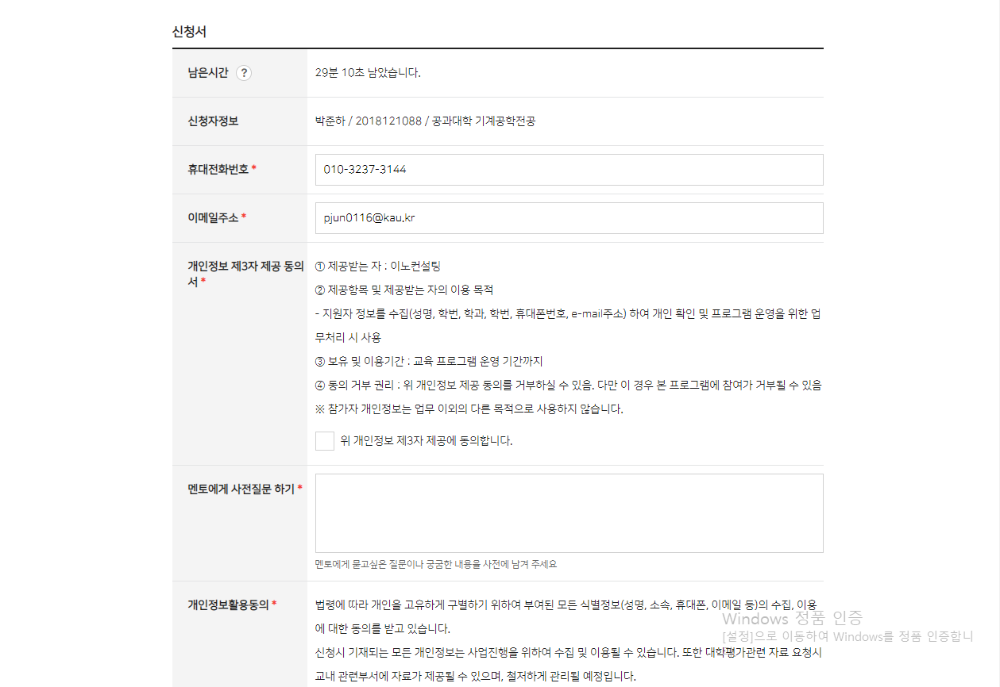 신청서
남은시간 ? 29분 10초 남았습니다.
신청자정보 박준하 / 2018121088 / 공과대학 기계공학전공
휴대전화번호 * 010-3237-3144
이메일주소 * pjun0116@kau.kr
개인정보 제3자 제공 동의
서 *
① 제공받는 자 : 이노컨설팅
② 제공항목 및 제공받는 자의 이용 목적
- 지원자 정보를 수집(성명, 학번, 학과, 학번, 휴대폰번호, e-mail주소) 하여 개인 확인 및 프로그램 운영을 위한 업
무처리 시 사용
③ 보유 및 이용기간 : 교육 프로그램 운영 기간까지
④ 동의 거부 권리 : 위 개인정보 제공 동의를 거부하실 수 있음. 다만 이 경우 본 프로그램에 참여가 거부될 수 있음
※ 참가자 개인정보는 업무 이외의 다른 목적으로 사용하지 않습니다.
위 개인정보 제3자 제공에 동의합니다.
멘토에게 사전질문 하기 *
멘토에게 묻고싶은 질문이나 궁굼한 내용을 사전에 남겨 주세요
개인정보활용동의 *
법령에 따라 개인을 고유하게 구별하기 위하여 부여된 모든 식별정보(성명, 소속, 휴대폰, 이메일 등)의 수집, 이용
에 대한 동의를 받고 있습니다.
신청시 기재되는 모든 개인정보는 사업진행을 위하여 수집 및 이용될 수 있습니다. 또한 대학평가관련 자료 요청시
교내 관련부서에 자료가 제공될 수 있으며, 철저하게 관리될 예정입니다.
Windows 정품 인증
[설정]으로 이동하여 Windows를 정품 인증합니